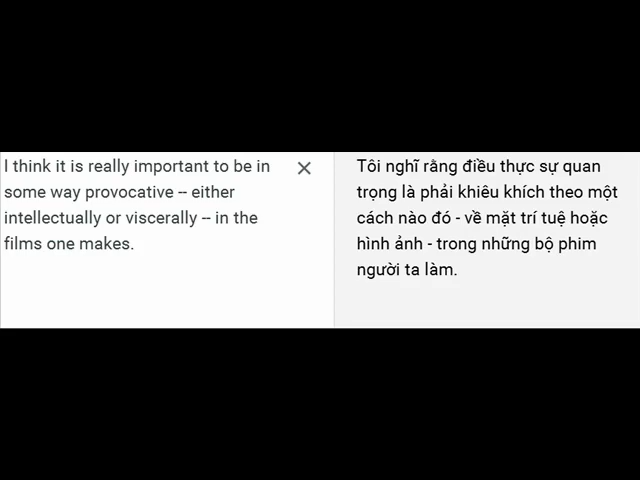 I think it is really important to be in
some way provocative -- either
intellectually or viscerally -- in the
films one makes.
Tôi nghĩ rằng điều thực sự quan
trọng là phải khiêu khích theo một
cách nào đó - về mặt trí tuệ hoặc
hình ảnh - trong những bộ phim
người ta làm.